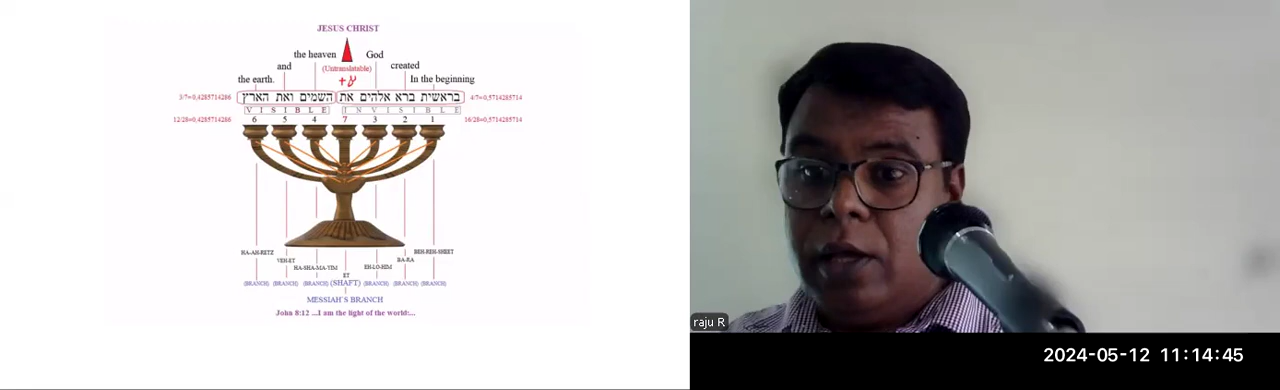 JESUS CHRIST
the heaven God
and (Untranslatable) created
the earth. In the beginning
3/7=0,4285714286 בראשית ברא אלהים את השמים ואת הארץ 4/7=0,5714285714
V I S I B L E I N V I S I B L E
12/28=0,4285714286 6 5 4 7 3 2 1 16/28=0,5714285714
HA-AH-RETZ VEH-ET HA-SHA-MA-YIM ET EH-LO-HIM BA-RA BEH-REH-SHEET
(BRANCH) (BRANCH) (BRANCH) (SHAFT) (BRANCH) (BRANCH) (BRANCH)
MESSIAH'S BRANCH
John 8:12 ...I am the light of the world:...
raju R
2024-05-12 11:14:45